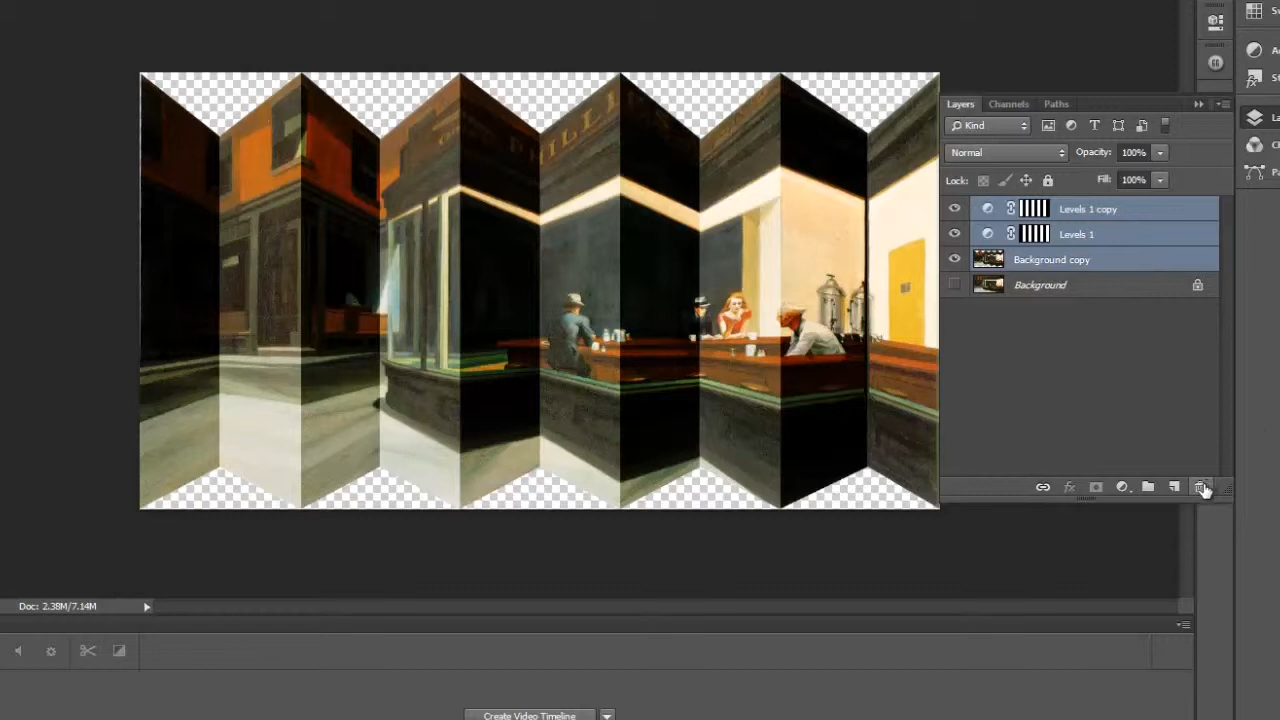 PHILLI
Layers Channels Paths
Kind
Normal Opacity: 100%
Lock: Fill: 100%
Levels 1 copy
Levels 1
Background copy
Background
Doc: 2.38M/7.14M
Create Video Timeline